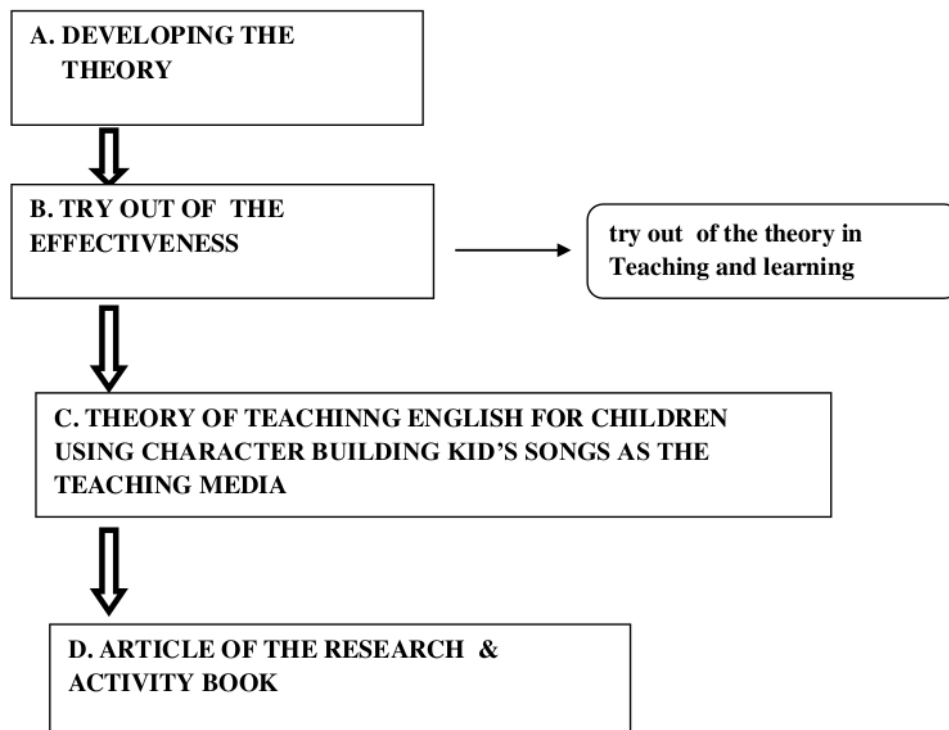 A. DEVELOPING THE
THEORY
B. TRY OUT OF THE
EFFECTIVENESS
try out of the theory in
Teaching and learning
C. THEORY OF TEACHINNG ENGLISH FOR CHILDREN
USING CHARACTER BUILDING KID’S SONGS AS THE
TEACHING MEDIA
D. ARTICLE OF THE RESEARCH &
ACTIVITY BOOK